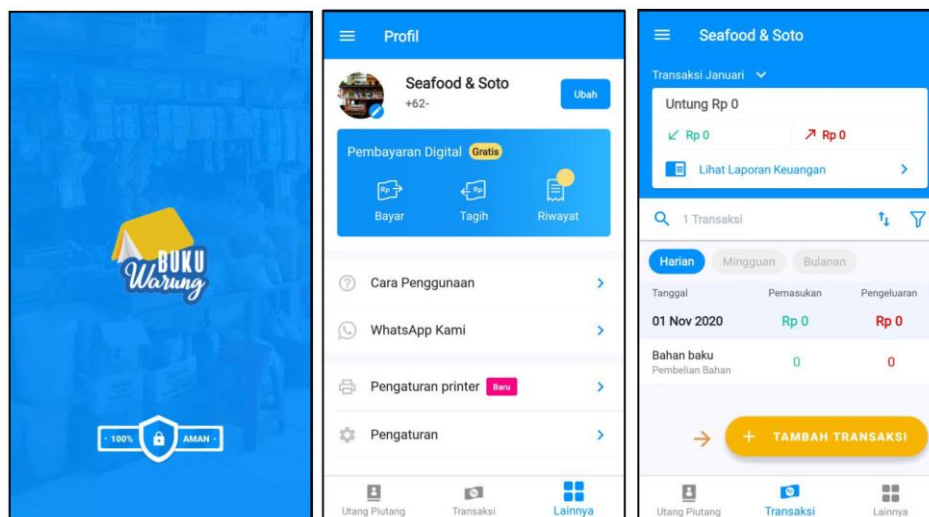 BUKU
Warung
100%
AMAN
Profil
Seafood & Soto
+62-
Ubah
Pembayaran Digital Gratis
Rp
Rp
Bayar Tagih Riwayat
Cara Penggunaan
WhatsApp Kami
Pengaturan printer Baru
Pengaturan
Utang Piutang Transaksi Lainnya
Seafood & Soto
Transaksi Januari
Untung Rp 0
Rp 0 Rp 0
Lihat Laporan Keuangan
1 Transaksi
Harian Mingguan Bulanan
Tanggal Pemasukan Pengeluaran
01 Nov 2020 Rp 0 Rp 0
Bahan baku
Pembelian Bahan 0 0
+ TAMBAH TRANSAKSI
Utang Piutang Transaksi Lainnya